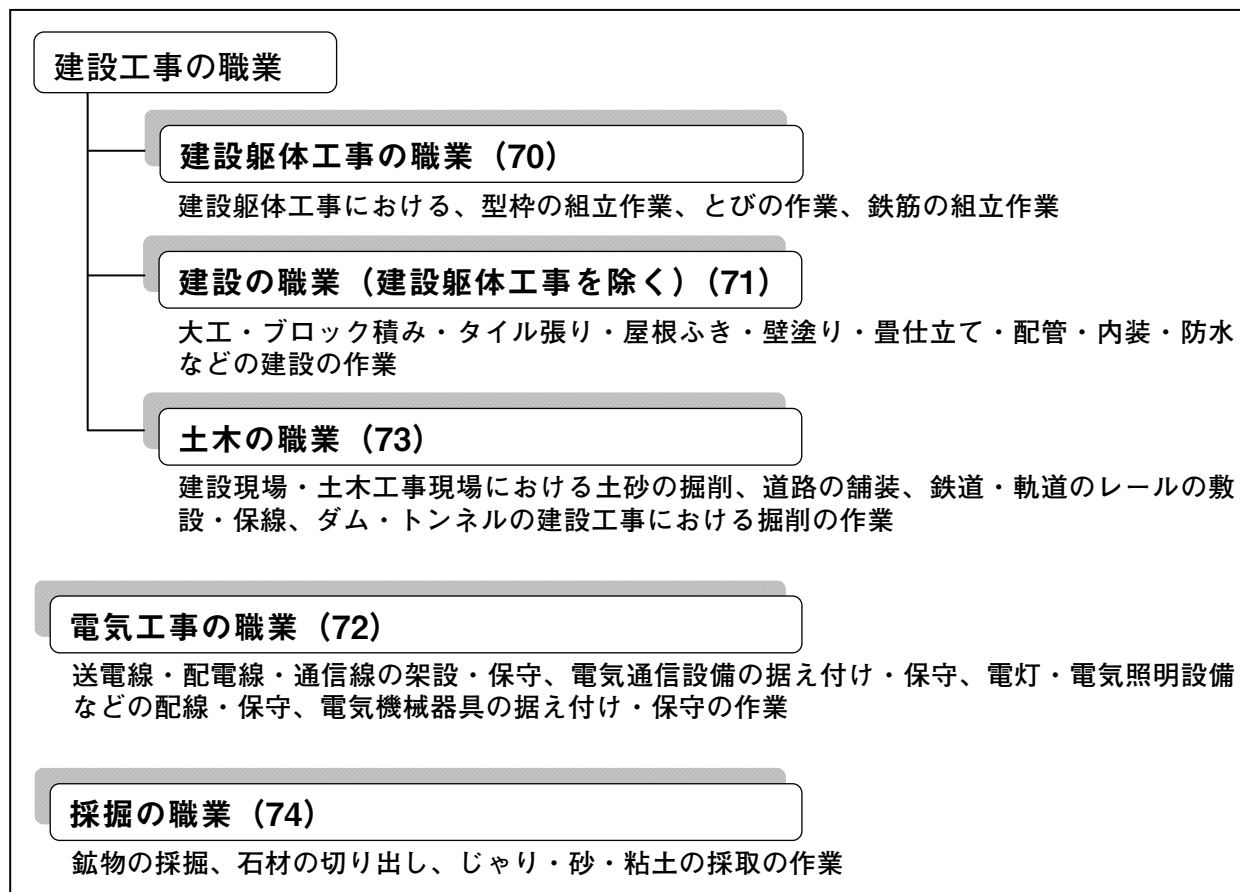 建設工事の職業
建設躯体工事の職業（70）
建設躯体工事における、型枠の組立作業、とびの作業、鉄筋の組立作業
建設の職業（建設躯体工事を除く）（71）
大工・ブロック積み・タイル張り・屋根ふき・壁塗り・畳仕立て・配管・内装・防水
などの建設の作業
土木の職業（73）
建設現場・土木工事現場における土砂の掘削、道路の舗装、鉄道・軌道のレールの敷
設・保線、ダム・トンネルの建設工事における掘削の作業
電気工事の職業（72）
送電線・配電線・通信線の架設・保守、電気通信設備の据え付け・保守、電灯・電気照明設備
などの配線・保守、電気機械器具の据え付け・保守の作業
採掘の職業（74）
鉱物の採掘、石材の切り出し、じゃり・砂・粘土の採取の作業